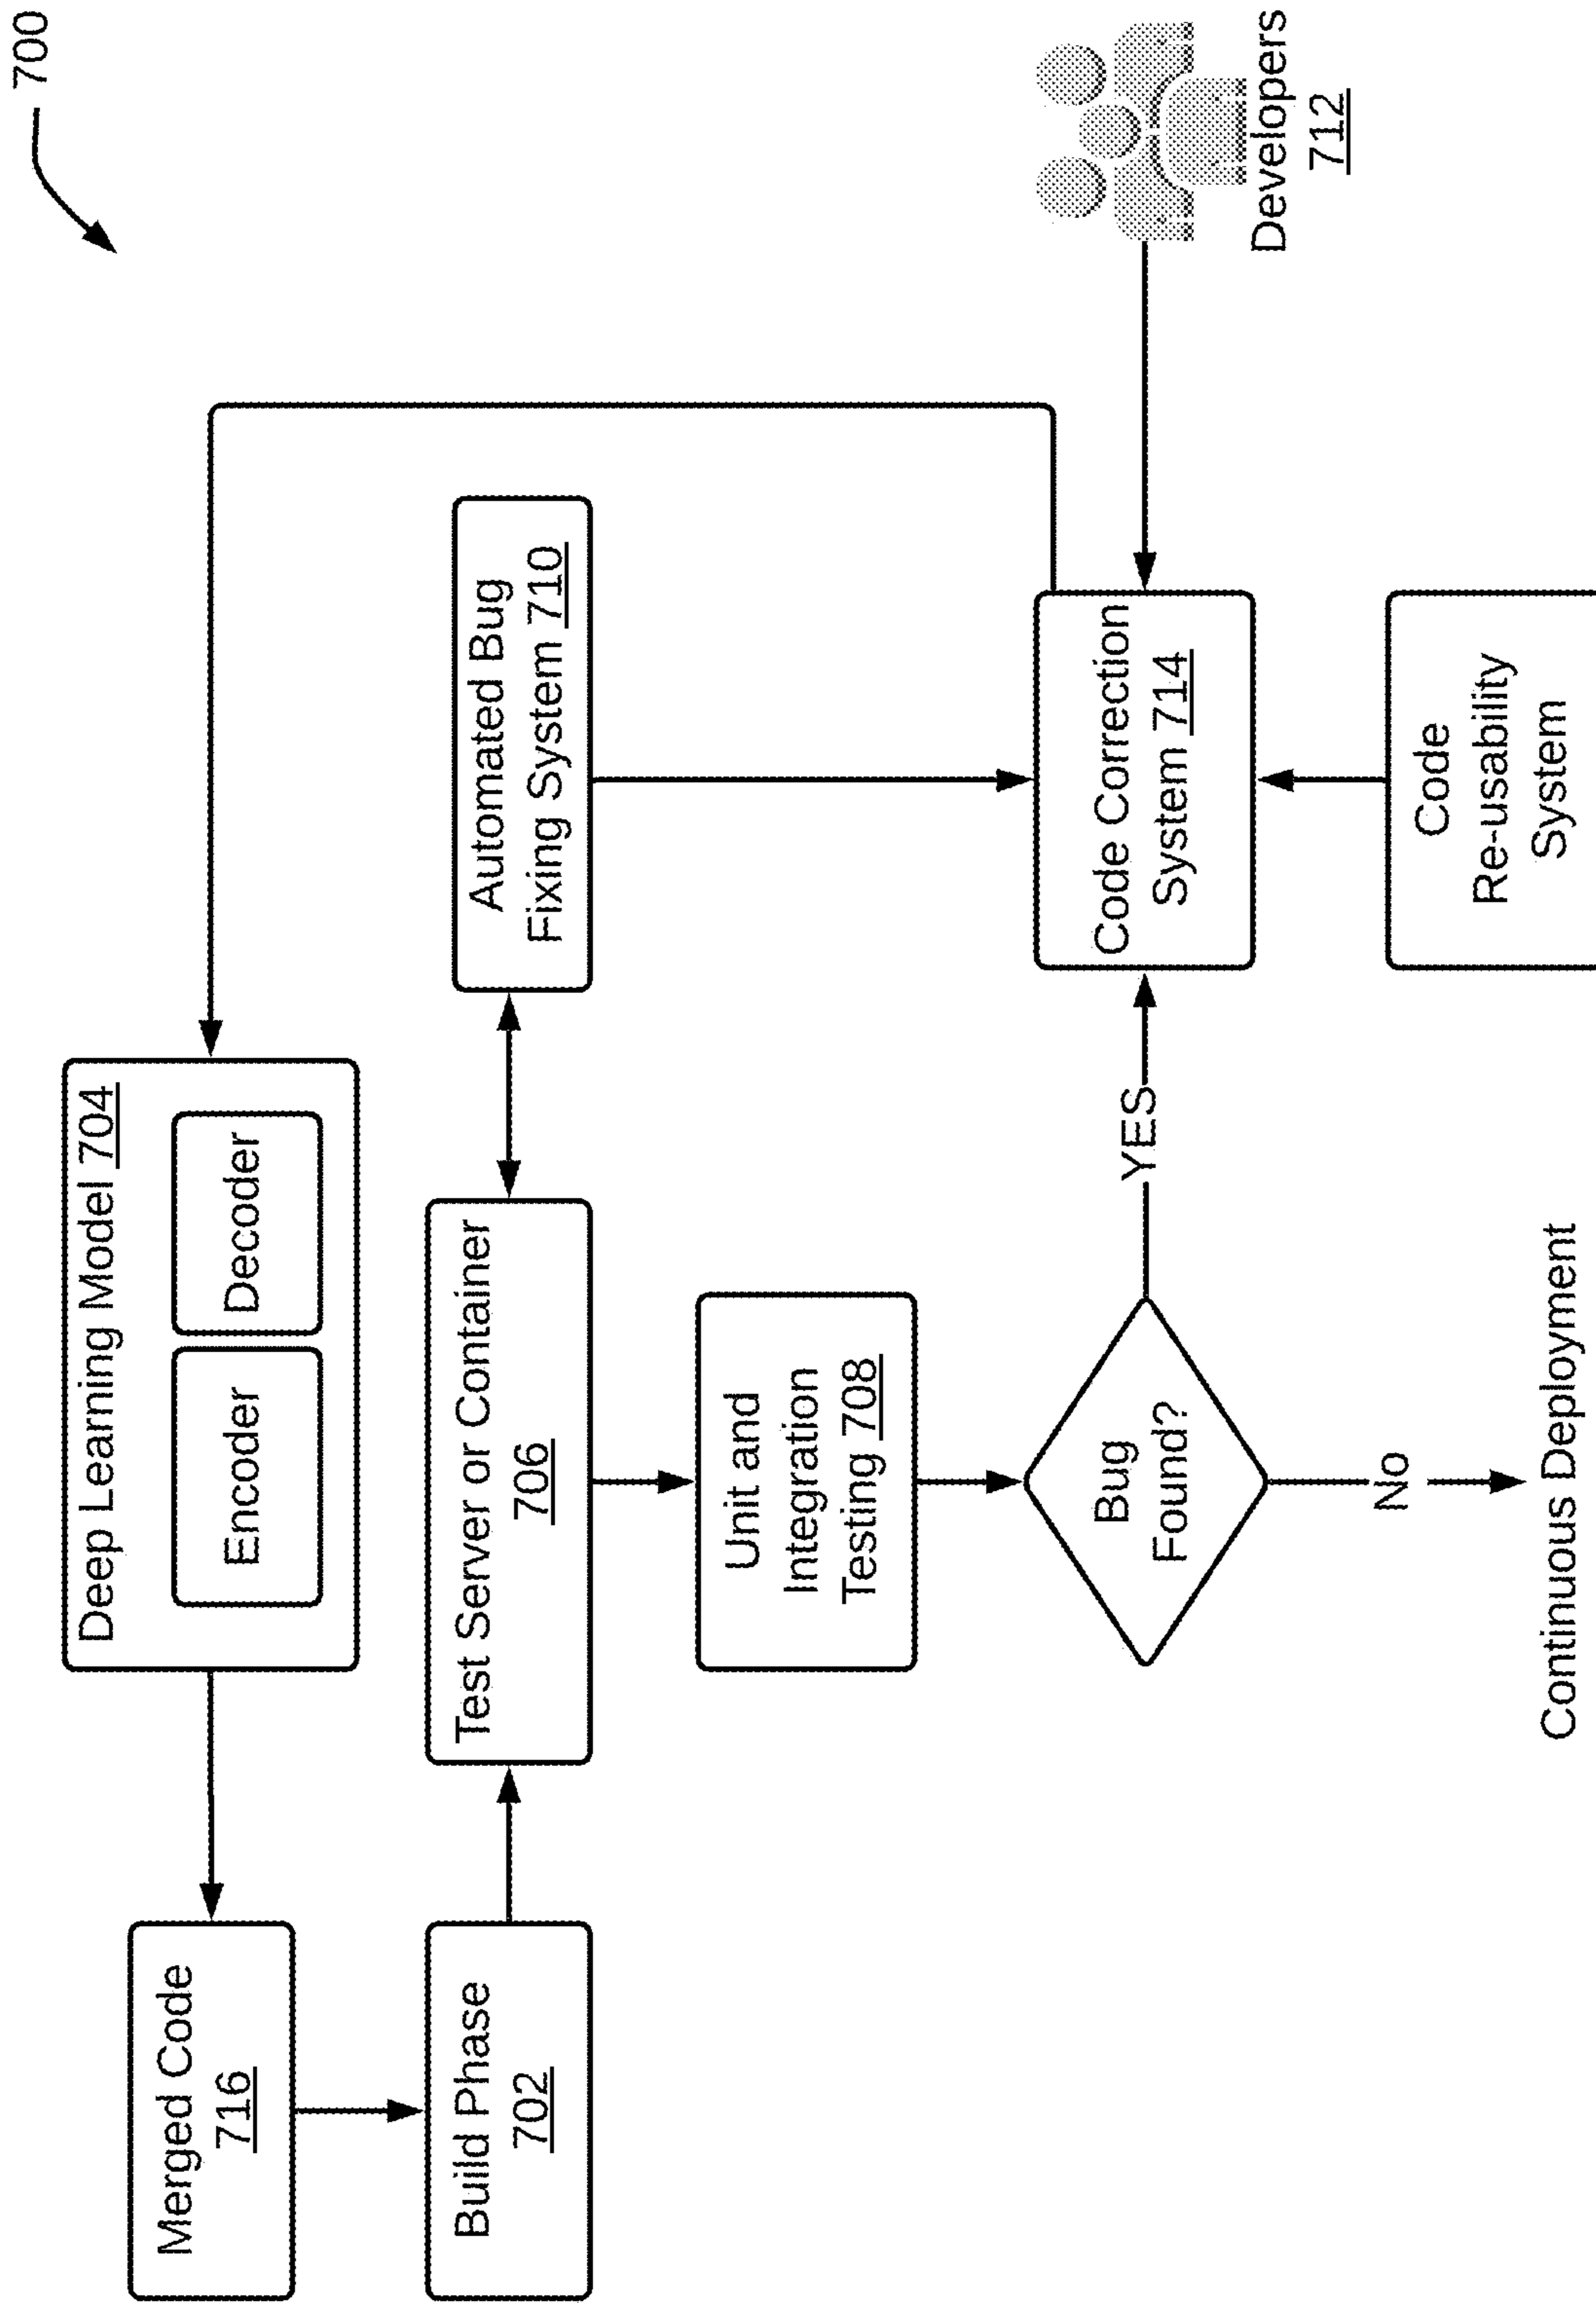 700
Deep Learning Model 704
Encoder
Decoder
Merged Code
716
Build Phase
702
Test Server or Container
706
Automated Bug
Fixing System 710
Unit and
Integration
Testing 708
Bug
Found?
YES
No
Continuous Deployment
Code Correction
System 714
Developers
712
Code
Re-usability
System